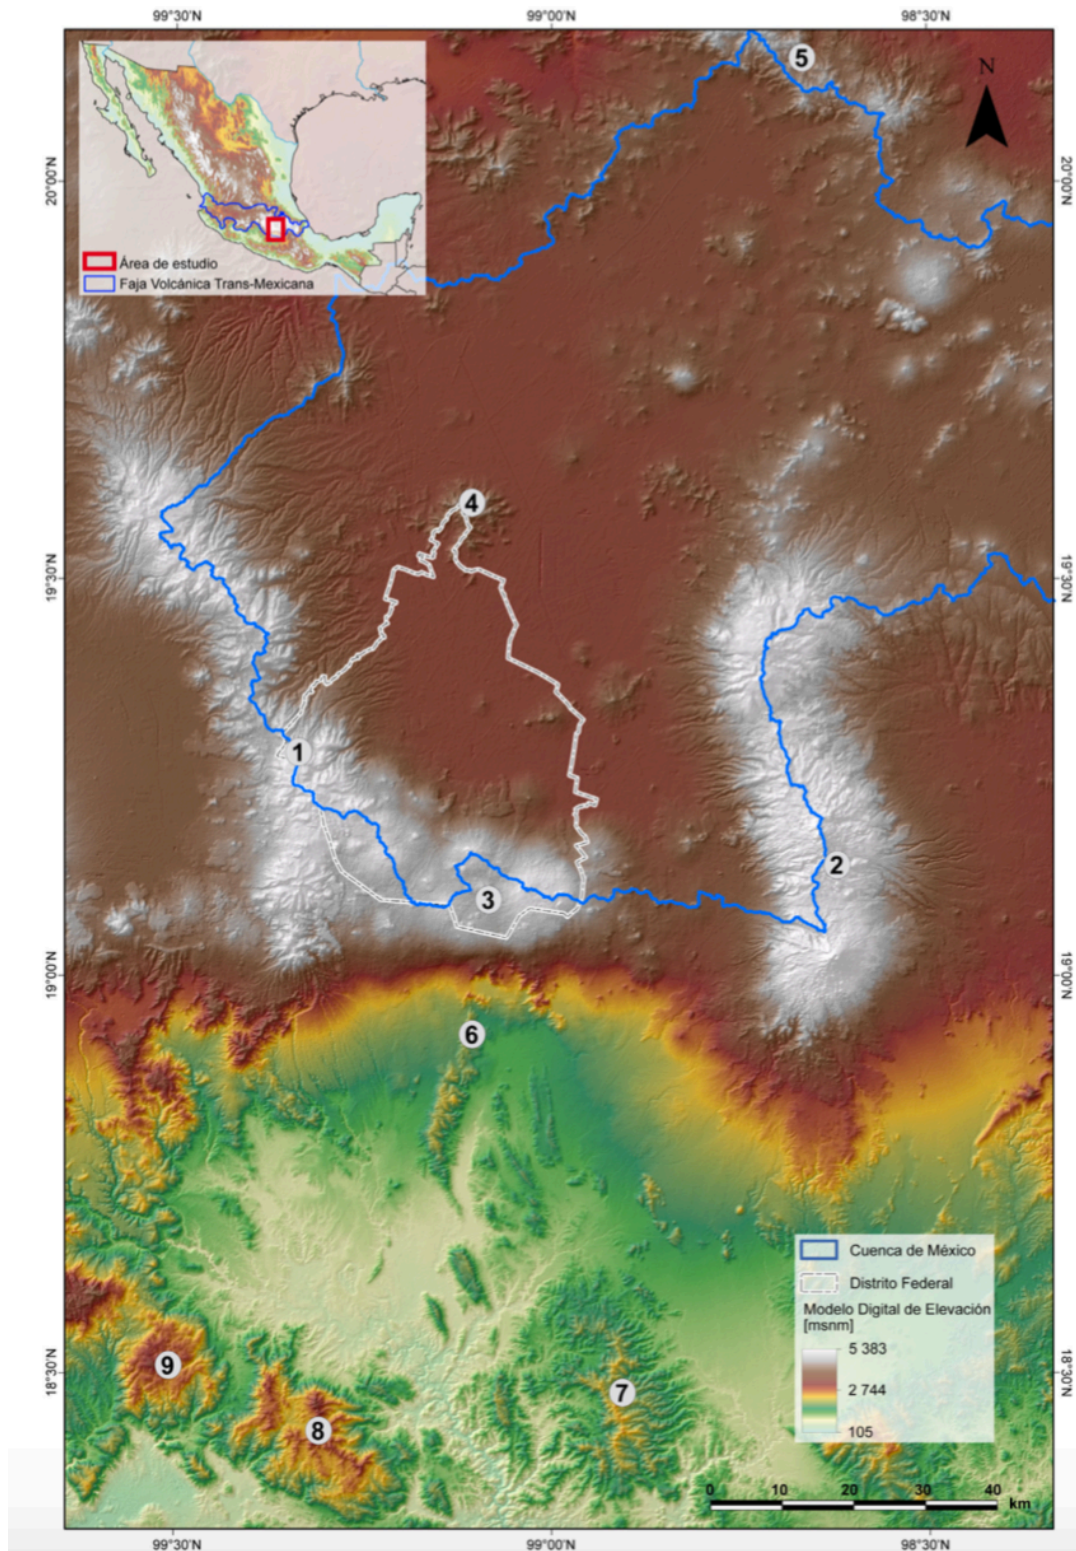 99°30'N
99°00'N
98°30'N
5
N
20°00'N
20°00'N
Área de estudio
Faja Volcánica Trans-Mexicana
4
19°30'N
19°30'N
1
2
3
19°00'N
19°00'N
6
Cuenca de México
Distrito Federal
Modelo Digital de Elevación
[msnm]
5 383
2 744
105
9
18°30'N
18°30'N
7
8
0 10 20 30 40
km
99°30'N
99°00'N
98°30'N